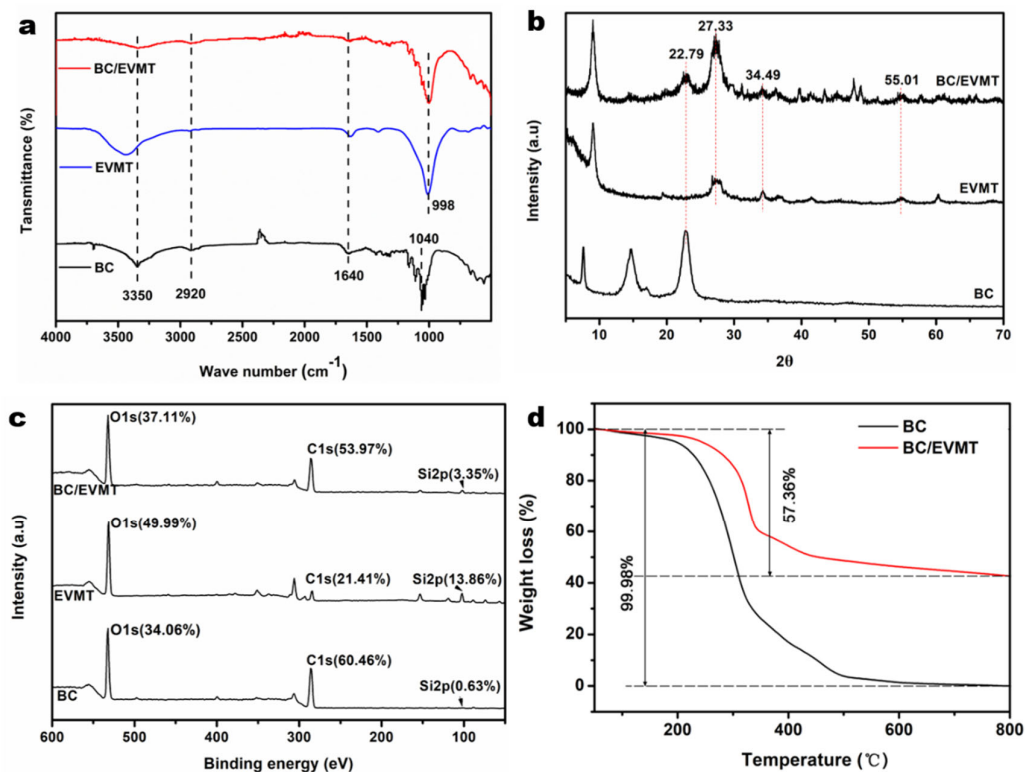 a
BC/EVMT
EVMT
BC
998
1040
3350
2920
1640
Tansmittance (%)
4000 3500 3000 2500 2000 1500 1000
Wave number (cm-1)
b
27.33
22.79
34.49
55.01
BC/EVMT
EVMT
BC
Intensity (a.u)
10 20 30 40 50 60 70
2θ
c
O1s(37.11%)
C1s(53.97%)
Si2p(3.35%)
BC/EVMT
O1s(49.99%)
C1s(21.41%)
Si2p(13.86%)
EVMT
O1s(34.06%)
C1s(60.46%)
Si2p(0.63%)
BC
Intensity (a.u)
600 500 400 300 200 100
Binding energy (eV)
d
BC
BC/EVMT
57.36%
99.98%
Weight loss (%)
100
80
60
40
20
0
200 400 600 800
Temperature (℃)